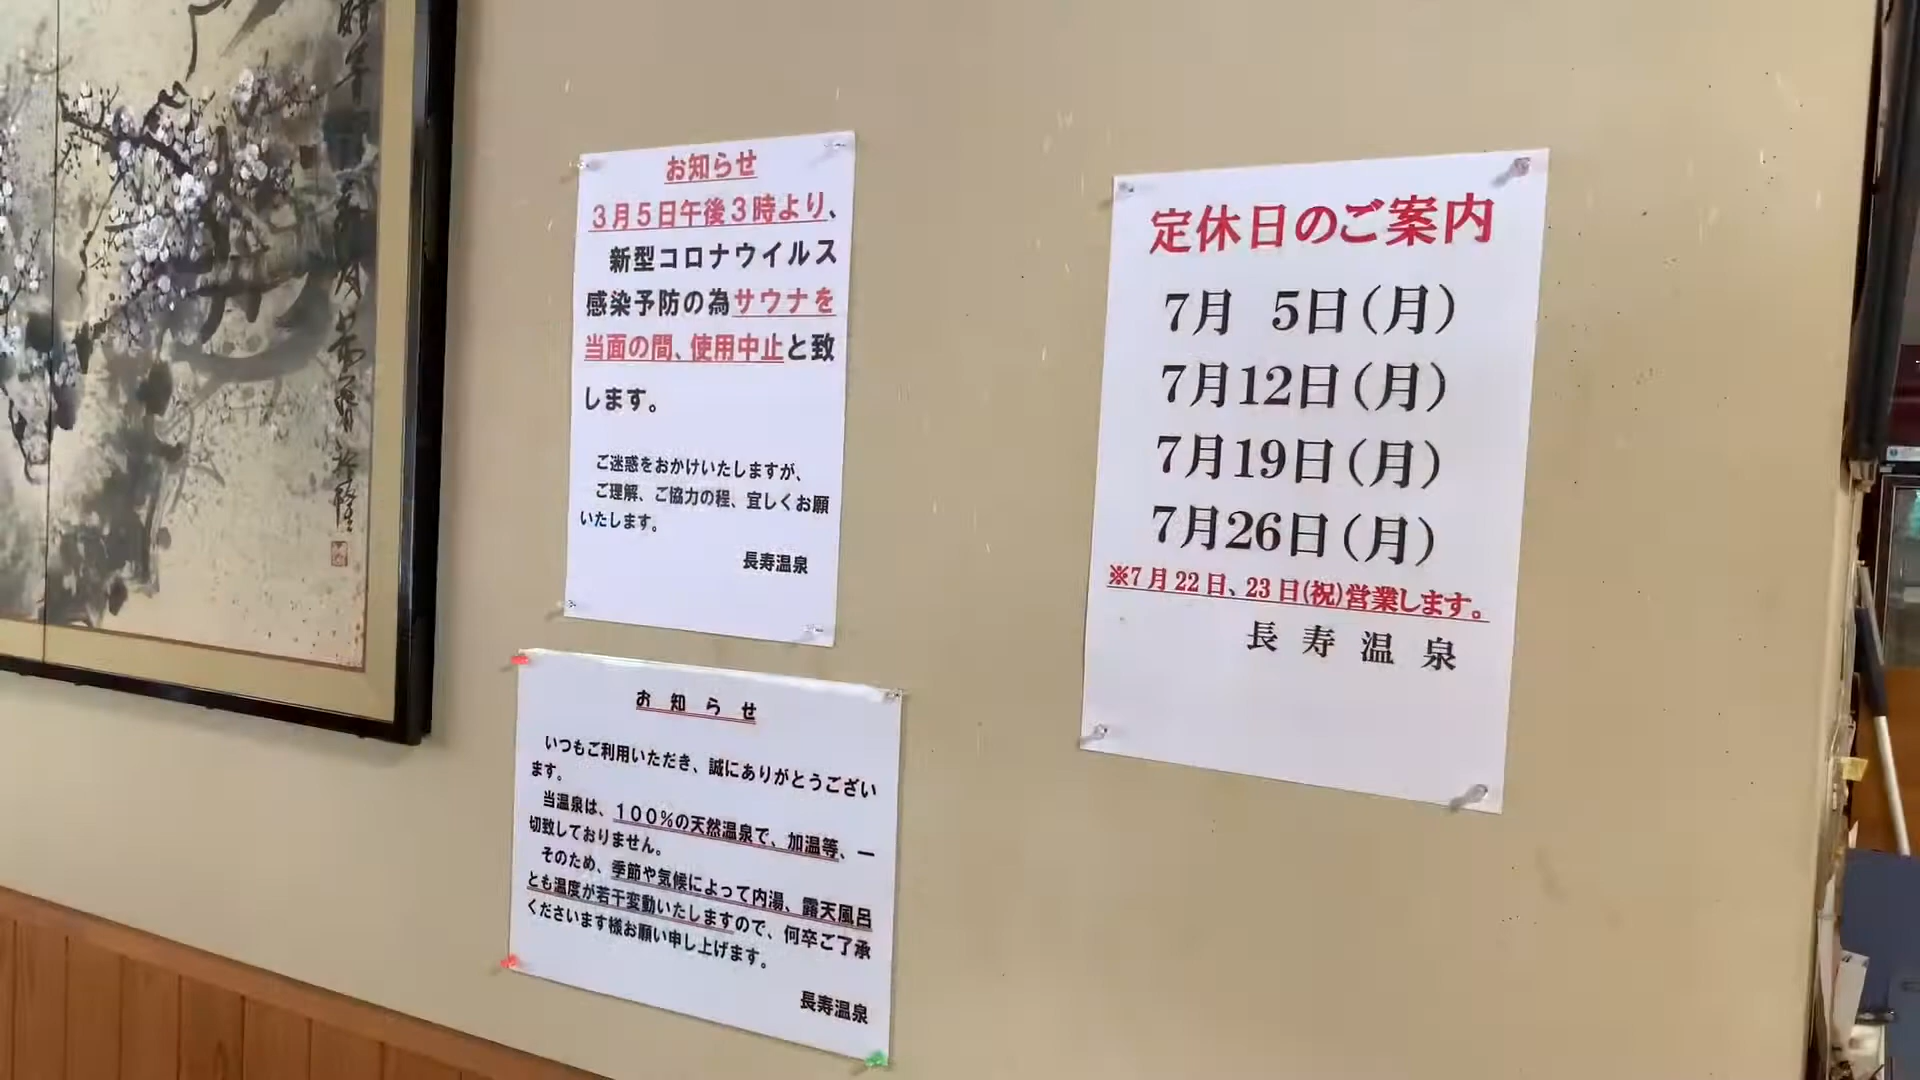 お知らせ
３月５日午後３時より、
新型コロナウイルス
感染予防の為サウナを
当面の間、使用中止と致
します。
ご迷惑をおかけいたしますが、
ご理解、ご協力の程、宜しくお願
いたします。
長寿温泉
お知らせ
いつもご利用いただき、誠にありがとうござい
ます。
当温泉は、１００％の天然温泉で、加温等、一
切致しておりません。
そのため、季節や気候によって内湯、露天風呂
とも温度が若干変動いたしますので、何卒ご了承
くださいます様お願い申し上げます。
長寿温泉
定休日のご案内
7月 5日(月)
7月12日(月)
7月19日(月)
7月26日(月)
※7月22日、23日(祝)営業します。
長寿温泉